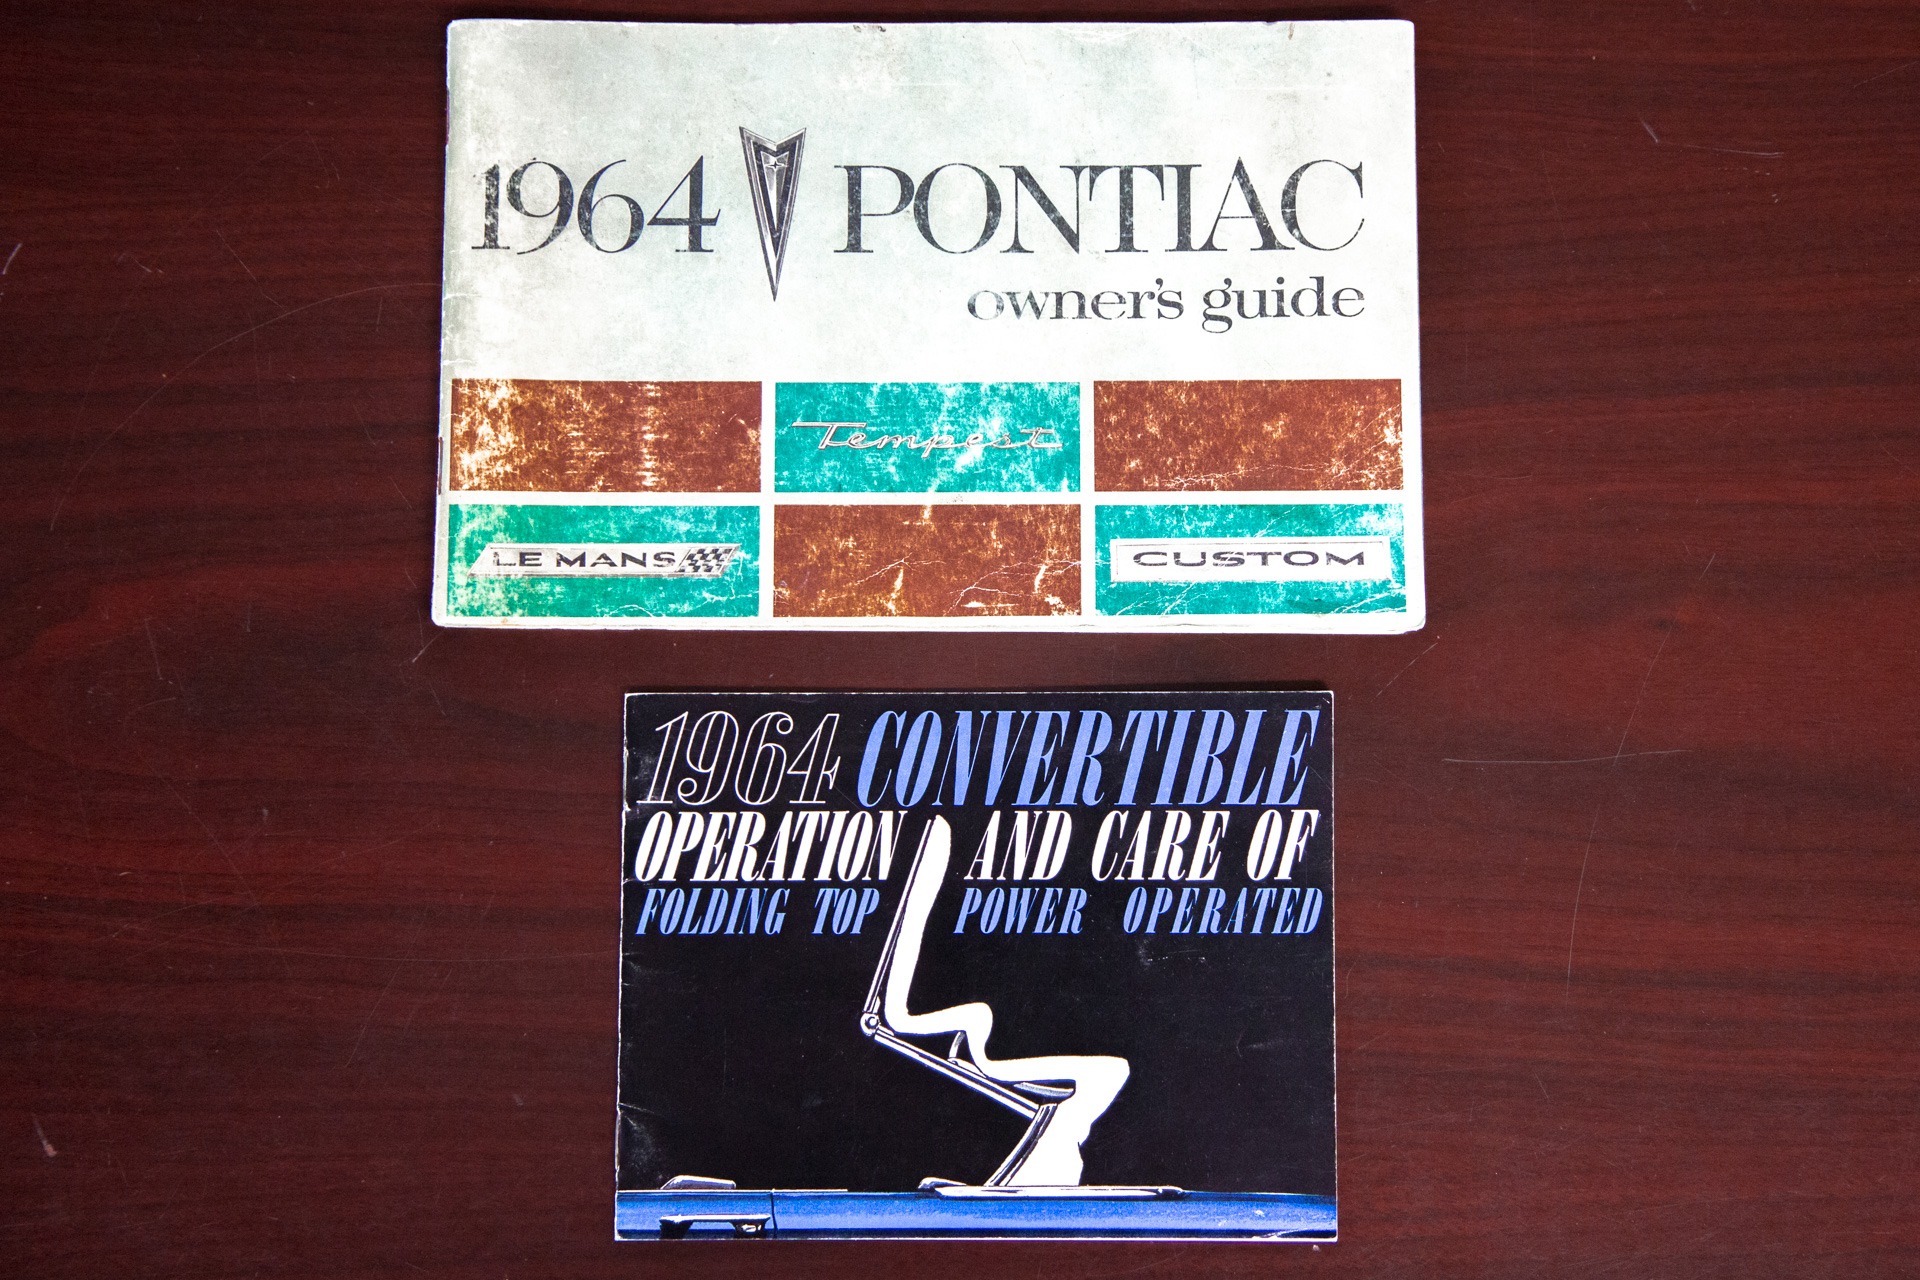 1964 PONTIAC
owner's guide
Tempest
LE MANS
CUSTOM
1964 CONVERTIBLE
OPERATION AND CARE OF
FOLDING TOP POWER OPERATED